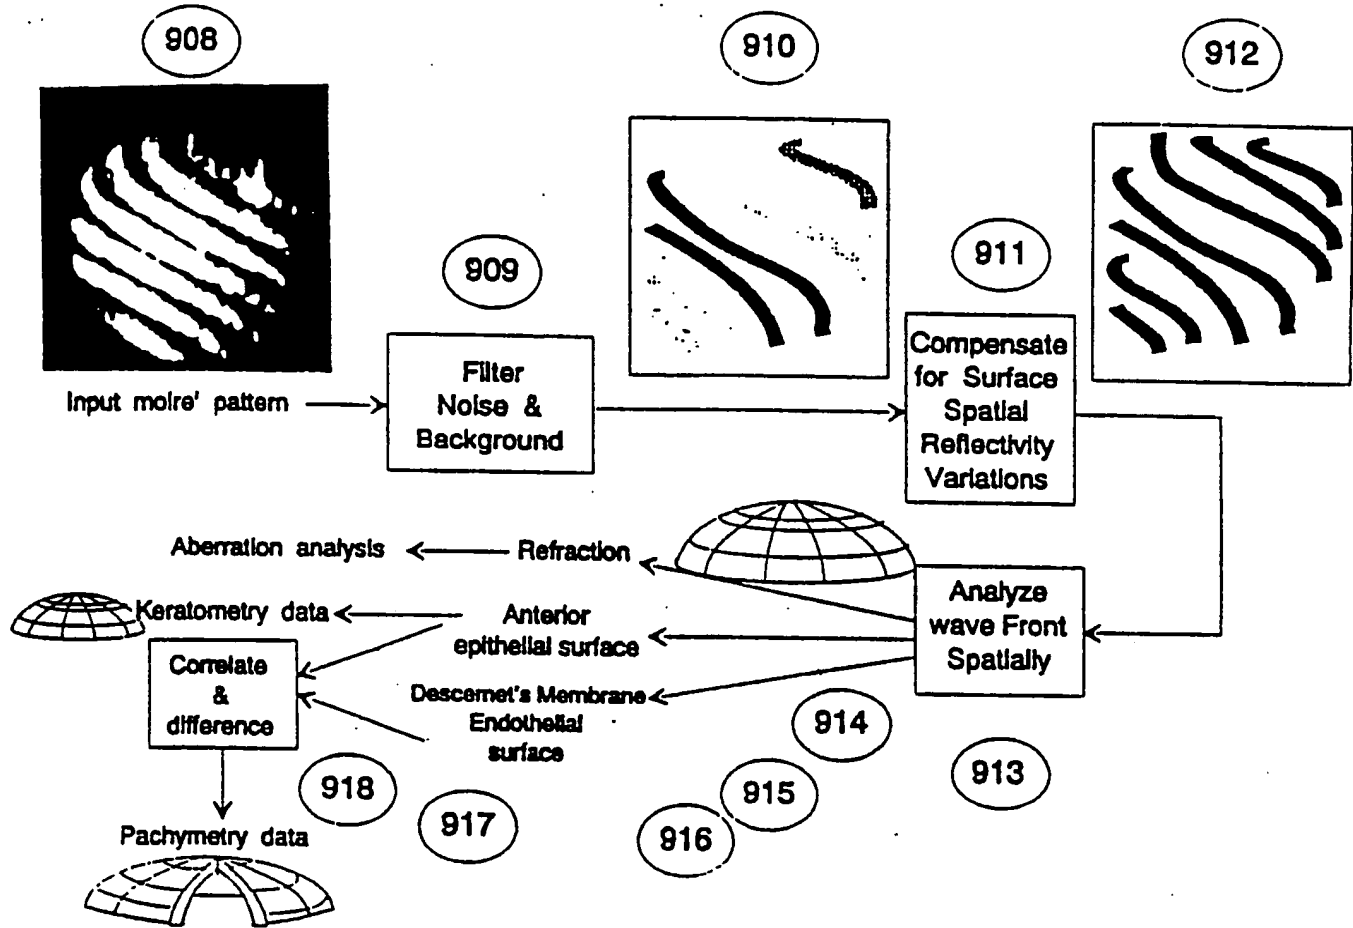 908
910
912
909
911
Input moire' pattern
Filter
Noise &
Background
Compensate
for Surface
Spatial
Reflectivity
Variations
Aberration analysis
Refraction
Analyze
wave Front
Spatially
Keratometry data
Anterior
epithelial surface
Correlate
&
difference
Descemet's Membrane
Endothelial
surface
914
913
918
915
917
916
Pachymetry data